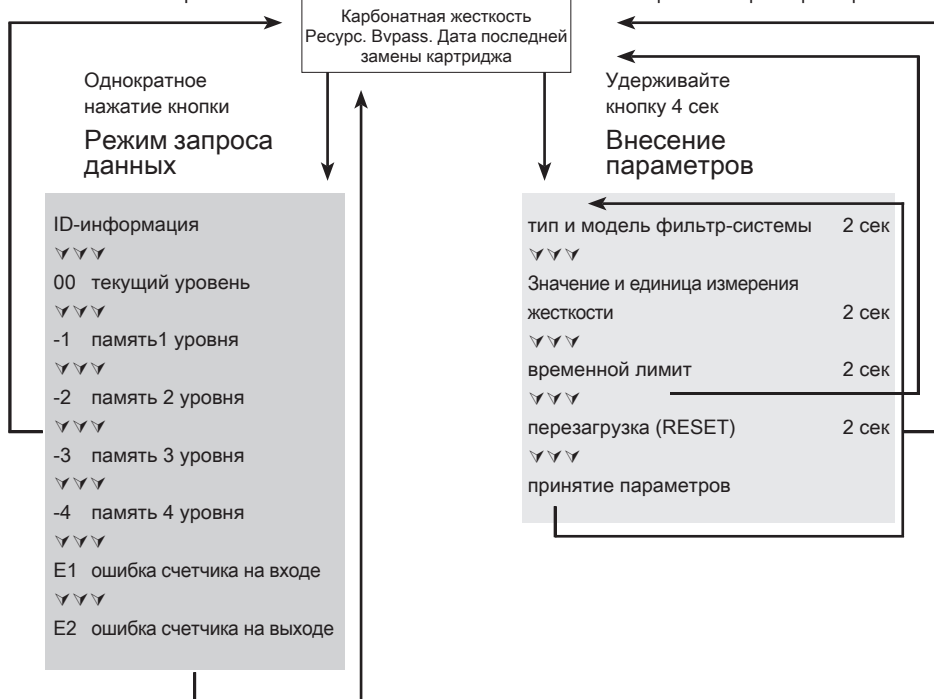 Карбонатная жесткость
Ресурс. Bvpass. Дата последней
замены картриджа
Однократное
нажатие кнопки
Режим запроса
данных
ID-информация
00 текущий уровень
-1 память1 уровня
-2 память 2 уровня
-3 память 3 уровня
-4 память 4 уровня
E1 ошибка счетчика на входе
E2 ошибка счетчика на выходе
Удерживайте
кнопку 4 сек
Внесение
параметров
тип и модель фильтр-системы 2 сек
Значение и единица измерения
жесткости 2 сек
временной лимит 2 сек
перезагрузка (RESET) 2 сек
принятие параметров